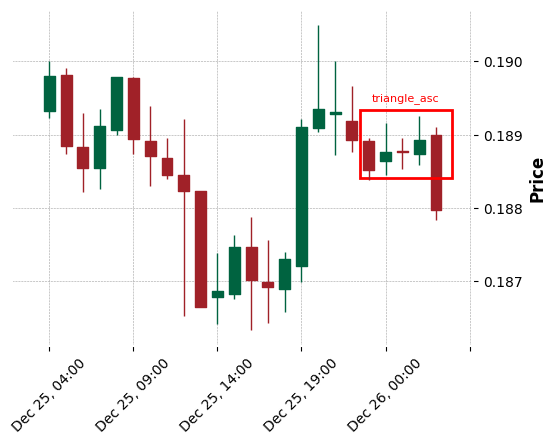 triangle_asc
0.190
0.189
0.188
0.187
Price
Dec 25, 04:00
Dec 25, 09:00
Dec 25, 14:00
Dec 25, 19:00
Dec 26, 00:00